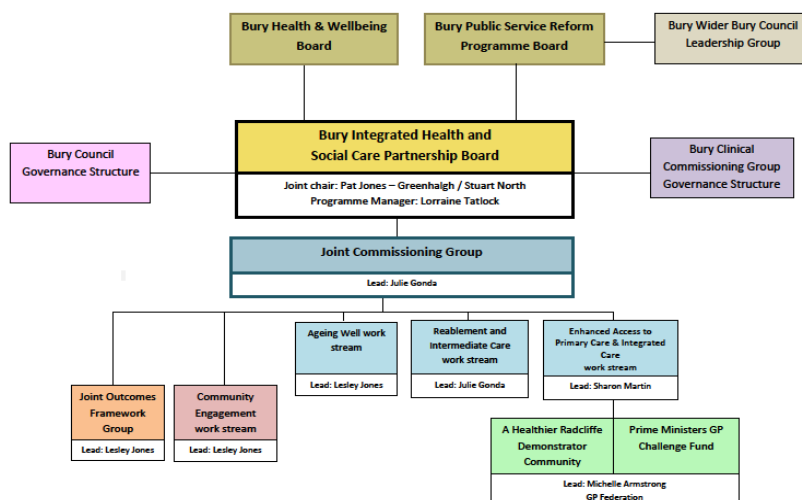 Bury Health & Wellbeing
Board
Bury Public Service Reform
Programme Board
Bury Wider Bury Council
Leadership Group
Bury Integrated Health and
Social Care Partnership Board
Joint chair: Pat Jones – Greenhalgh / Stuart North
Programme Manager: Lorraine Tatlock
Bury Council
Governance Structure
Bury Clinical
Commissioning Group
Governance Structure
Joint Commissioning Group
Lead: Julie Gonda
Ageing Well work
stream
Lead: Lesley Jones
Reablement and
Intermediate Care
work stream
Lead: Julie Gonda
Enhanced Access to
Primary Care & Integrated
Care
work stream
Lead: Sharon Martin
Joint Outcomes
Framework
Group
Lead: Lesley Jones
Community
Engagement
work stream
Lead: Lesley Jones
A Healthier Radcliffe
Demonstrator
Community
Prime Ministers GP
Challenge Fund
Lead: Michelle Armstrong
GP Federation